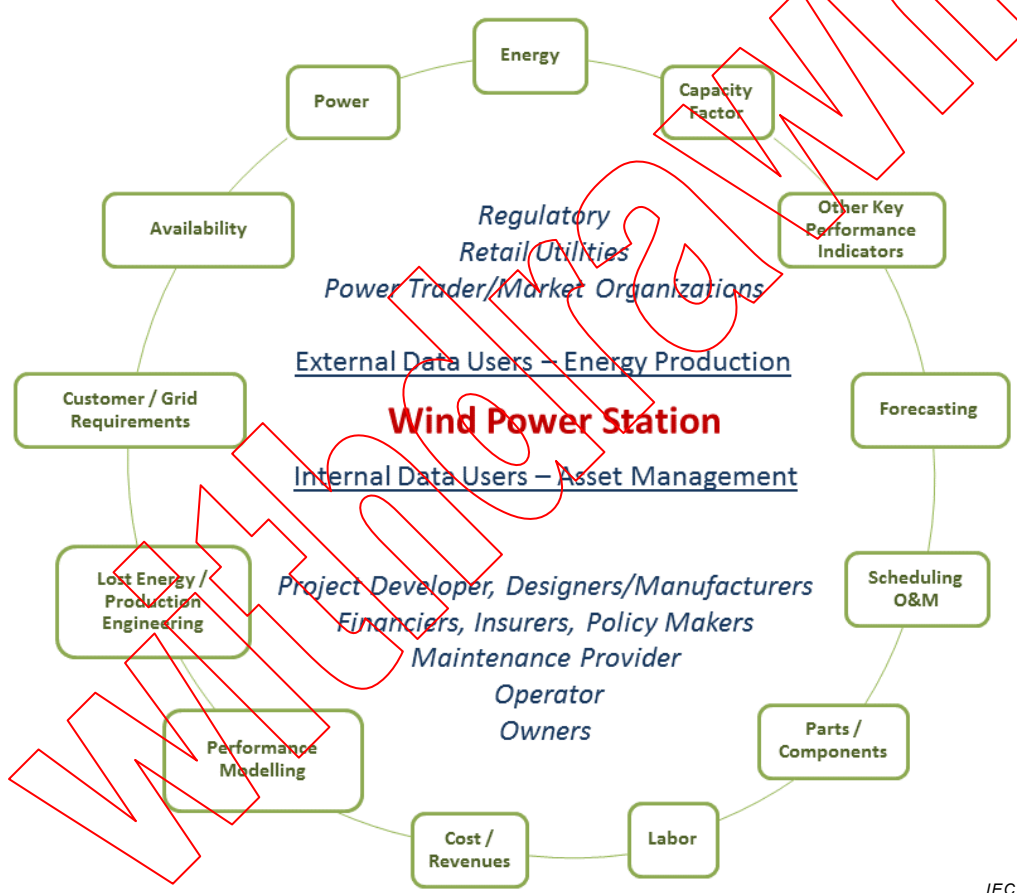 Energy
Power
Capacity
Factor
Availability
Other Key
Performance
Indicators
Regulatory
Retail Utilities
Power Trader/Market Organizations
External Data Users – Energy Production
Wind Power Station
Internal Data Users – Asset Management
Customer / Grid
Requirements
Forecasting
Lost Energy /
Production
Engineering
Scheduling
O&M
Project Developer, Designers/Manufacturers
Financiers, Insurers, Policy Makers
Maintenance Provider
Operator
Owners
Performance
Modelling
Parts /
Components
Cost /
Revenues
Labor
IEC
Withdrawn